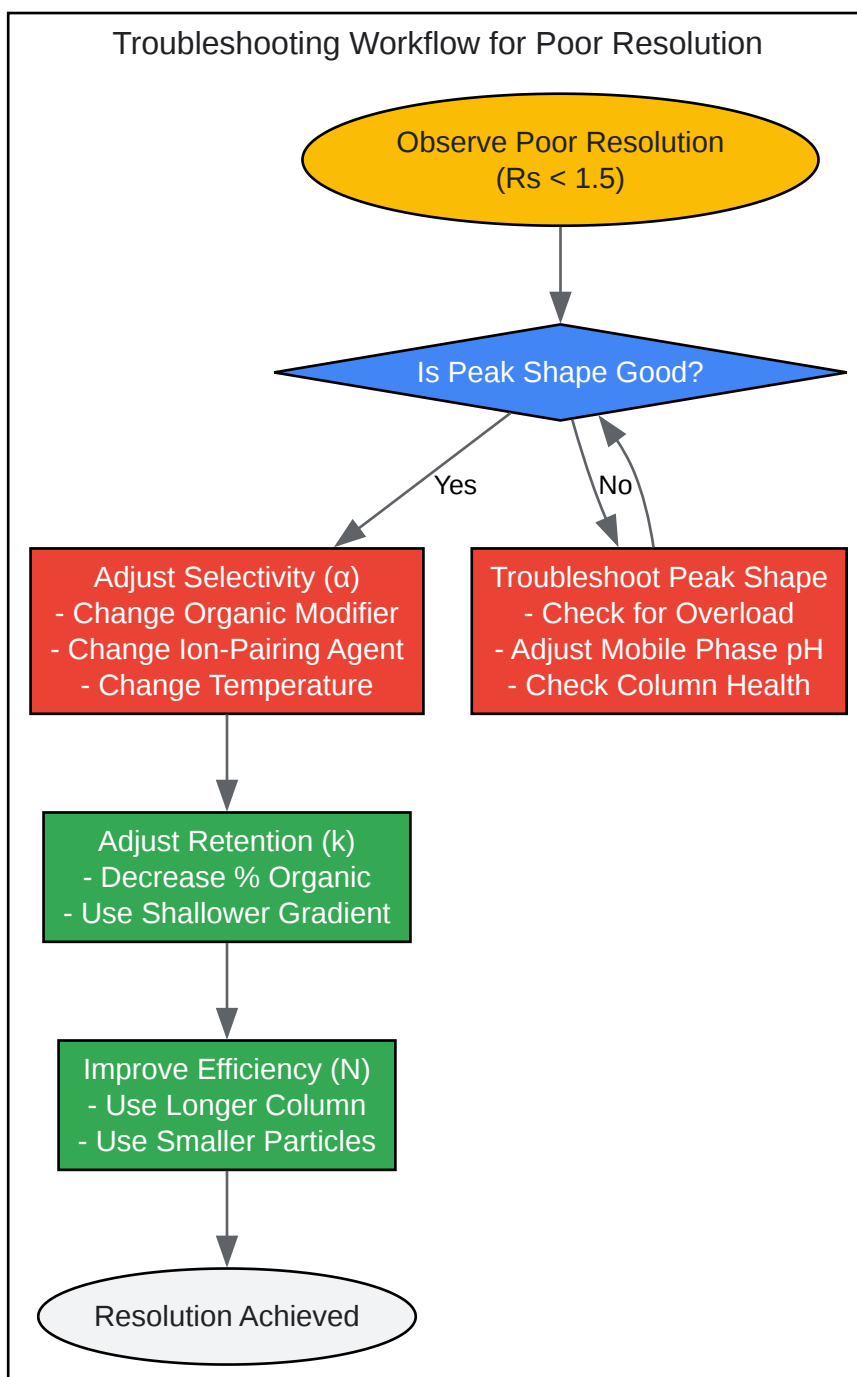 Troubleshooting Workflow for Poor Resolution
Observe Poor Resolution
(Rs < 1.5)
Is Peak Shape Good?
Yes
No
Adjust Selectivity (α)
- Change Organic Modifier
- Change Ion-Pairing Agent
- Change Temperature
Troubleshoot Peak Shape
- Check for Overload
- Adjust Mobile Phase pH
- Check Column Health
Adjust Retention (k)
- Decrease % Organic
- Use Shallower Gradient
Improve Efficiency (N)
- Use Longer Column
- Use Smaller Particles
Resolution Achieved